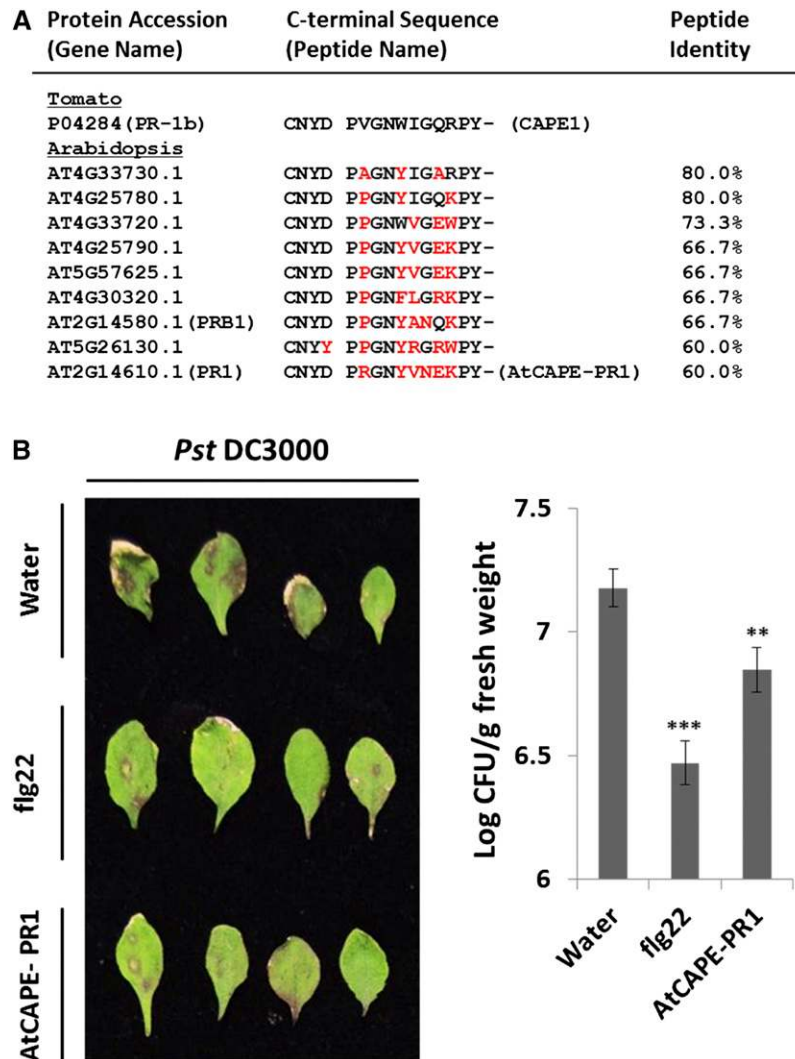 A Protein Accession C-terminal Sequence Peptide
(Gene Name) (Peptide Name) Identity
Tomato
P04284(PR-1b) CNYD PVGNWIGQRPY- (CAPE1)
Arabidopsis
AT4G33730.1 CNYD PAGNYIGARPY- 80.0%
AT4G25780.1 CNYD PPGNYIGQKPY- 80.0%
AT4G33720.1 CNYD PPGNWVGEWPY- 73.3%
AT4G25790.1 CNYD PPGNYVGEKPY- 66.7%
AT5G57625.1 CNYD PPGNYVGEKPY- 66.7%
AT4G30320.1 CNYD PPGNFLGRKPY- 66.7%
AT2G14580.1(PRB1) CNYD PPGNYANQKPY- 66.7%
AT5G26130.1 CNYY PPGNYRGRWPY- 60.0%
AT2G14610.1(PR1) CNYD PRGNYVNEKPY-(AtCAPE-PR1) 60.0%
B Pst DC3000
Water
flg22
AtCAPE- PR1
Log CFU/g fresh weight
7.5
7
6.5
6
***
**
Water
flg22
AtCAPE-PR1